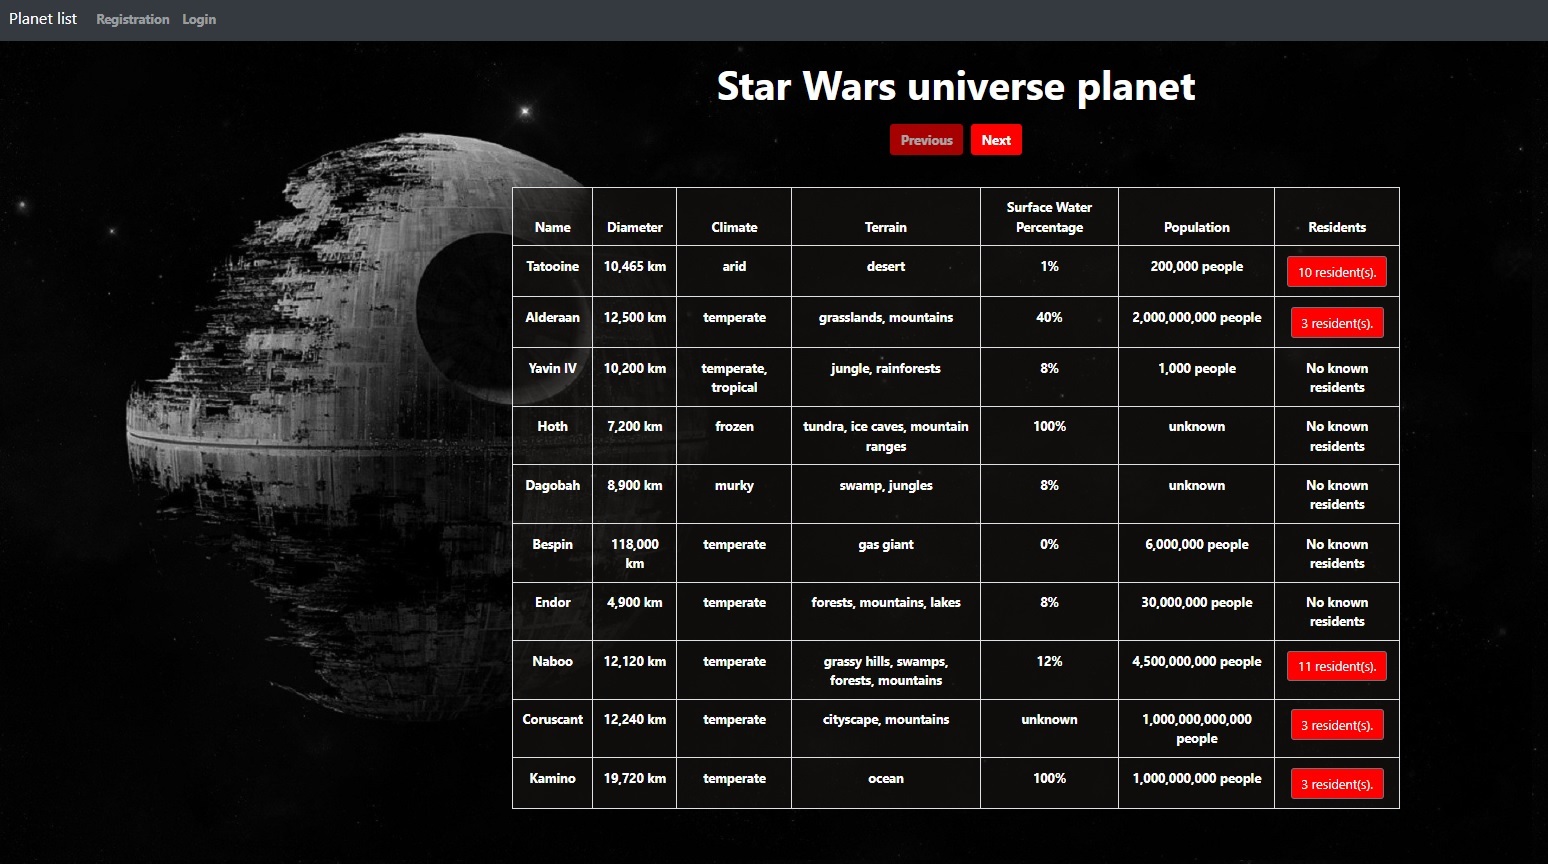 Planet list Registration Login
Star Wars universe planet
Previous Next
Name Diameter Climate Terrain Surface Water Percentage Population Residents
Tatooine 10,465 km arid desert 1% 200,000 people 10 resident(s).
Alderaan 12,500 km temperate grasslands, mountains 40% 2,000,000,000 people 3 resident(s).
Yavin IV 10,200 km temperate, tropical jungle, rainforests 8% 1,000 people No known residents
Hoth 7,200 km frozen tundra, ice caves, mountain ranges 100% unknown No known residents
Dagobah 8,900 km murky swamp, jungles 8% unknown No known residents
Bespin 118,000 km temperate gas giant 0% 6,000,000 people No known residents
Endor 4,900 km temperate forests, mountains, lakes 8% 30,000,000 people No known residents
Naboo 12,120 km temperate grassy hills, swamps, forests, mountains 12% 4,500,000,000 people 11 resident(s).
Coruscant 12,240 km temperate cityscape, mountains unknown 1,000,000,000,000 people 3 resident(s).
Kamino 19,720 km temperate ocean 100% 1,000,000,000 people 3 resident(s).